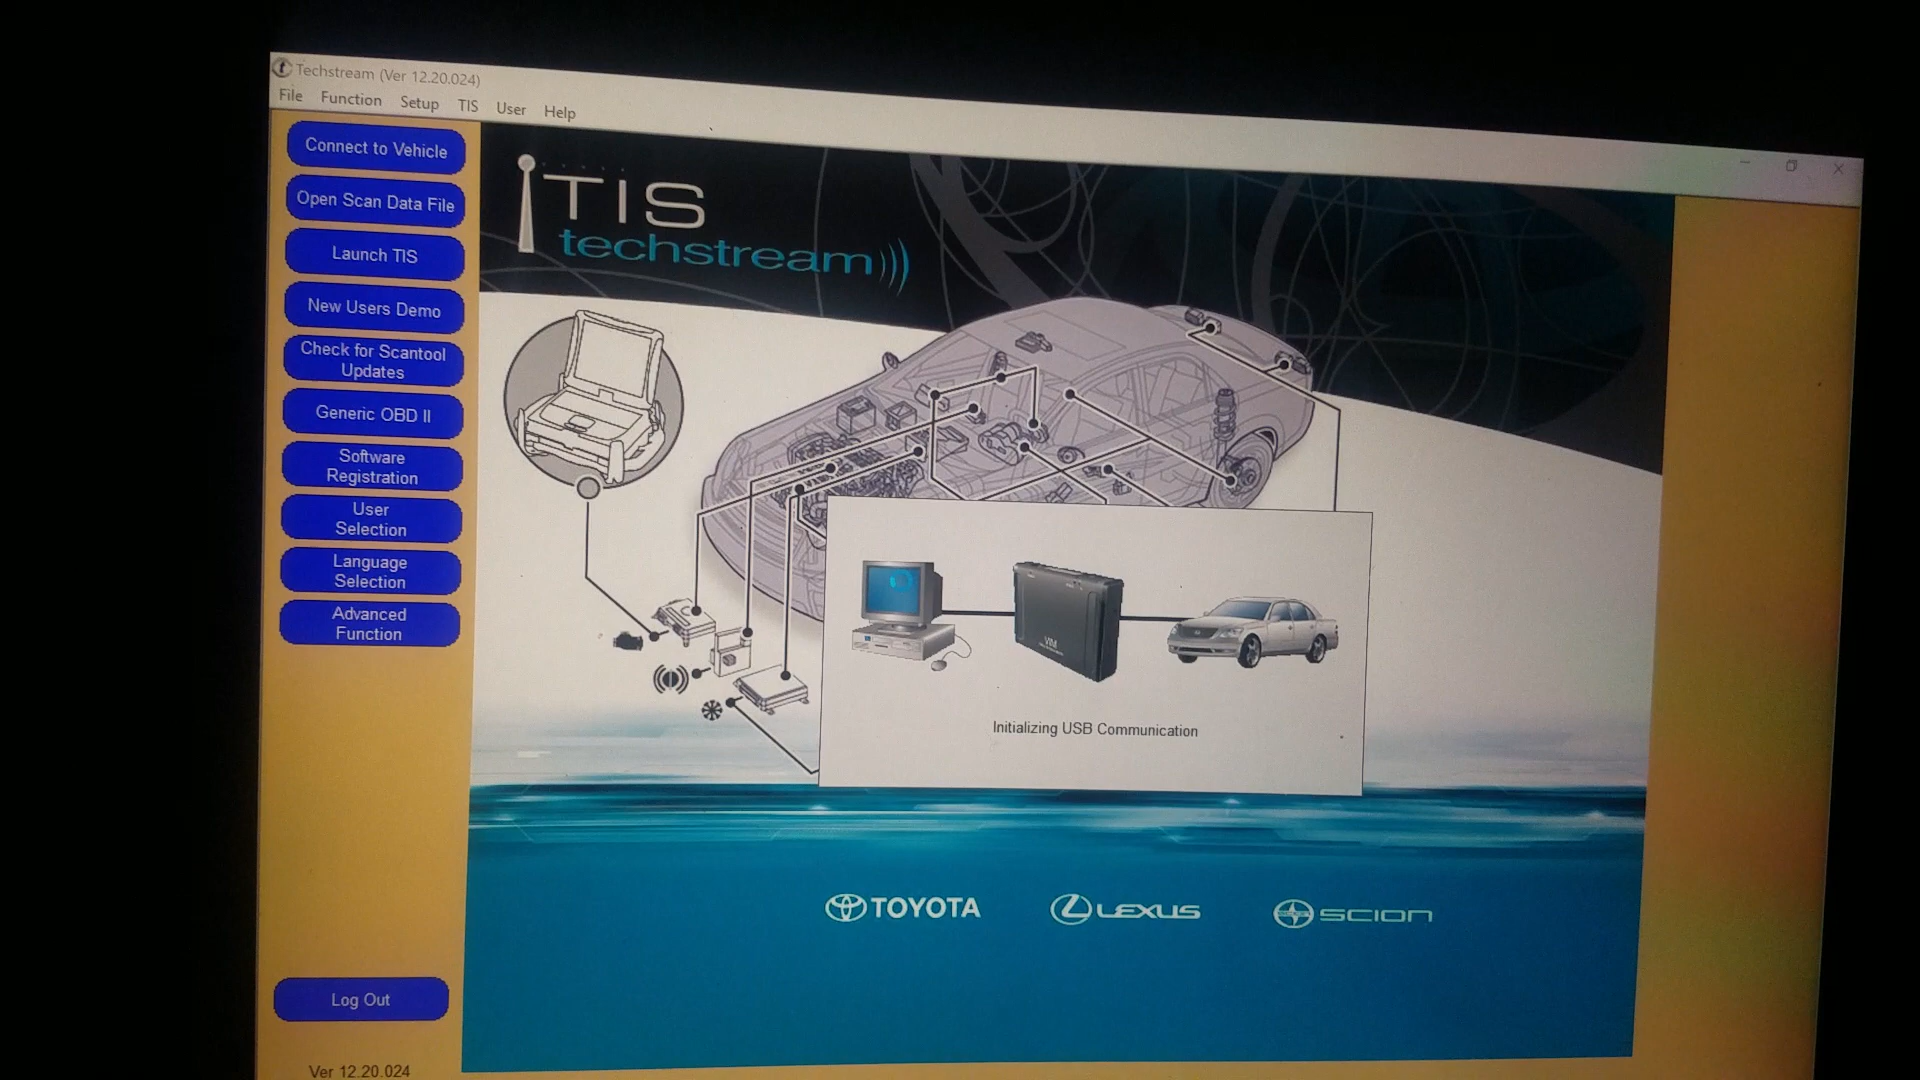 Techstream (Ver 12.20.024)
File Function Setup TIS User Help
Connect to Vehicle
Open Scan Data File
Launch TIS
New Users Demo
Check for Scantool
Updates
Generic OBD II
Software
Registration
User
Selection
Language
Selection
Advanced
Function
Log Out
Ver 12.20.024
TIS
techstream
VIM
Initializing USB Communication
TOYOTA
LEXUS
SCION